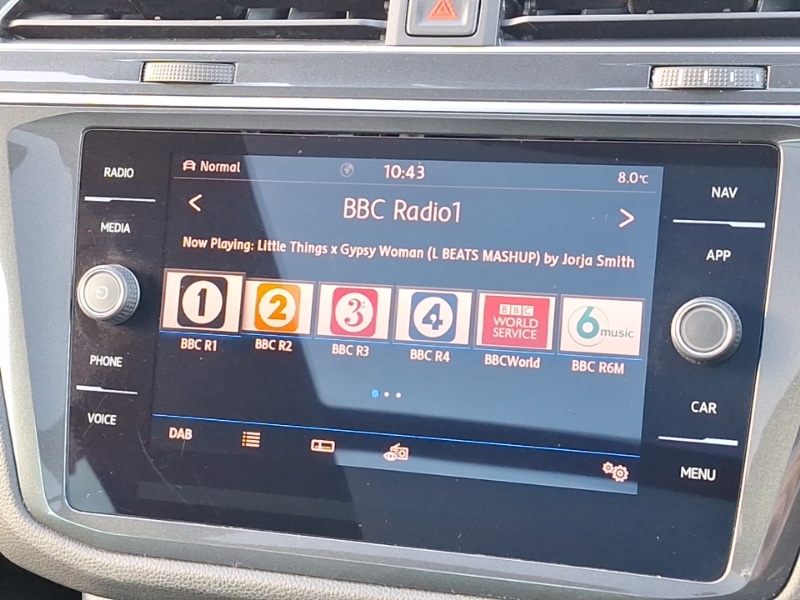 RADIO
MEDIA
PHONE
VOICE
Normal
10:43
8.0°C
<
BBC Radio1
>
Now Playing: Little Things x Gypsy Woman (L BEATS MASHUP) by Jorja Smith
1
2
3
4
BBC
WORLD
SERVICE
6 music
BBC R1
BBC R2
BBC R3
BBC R4
BBCWorld
BBC R6M
DAB
NAV
APP
CAR
MENU